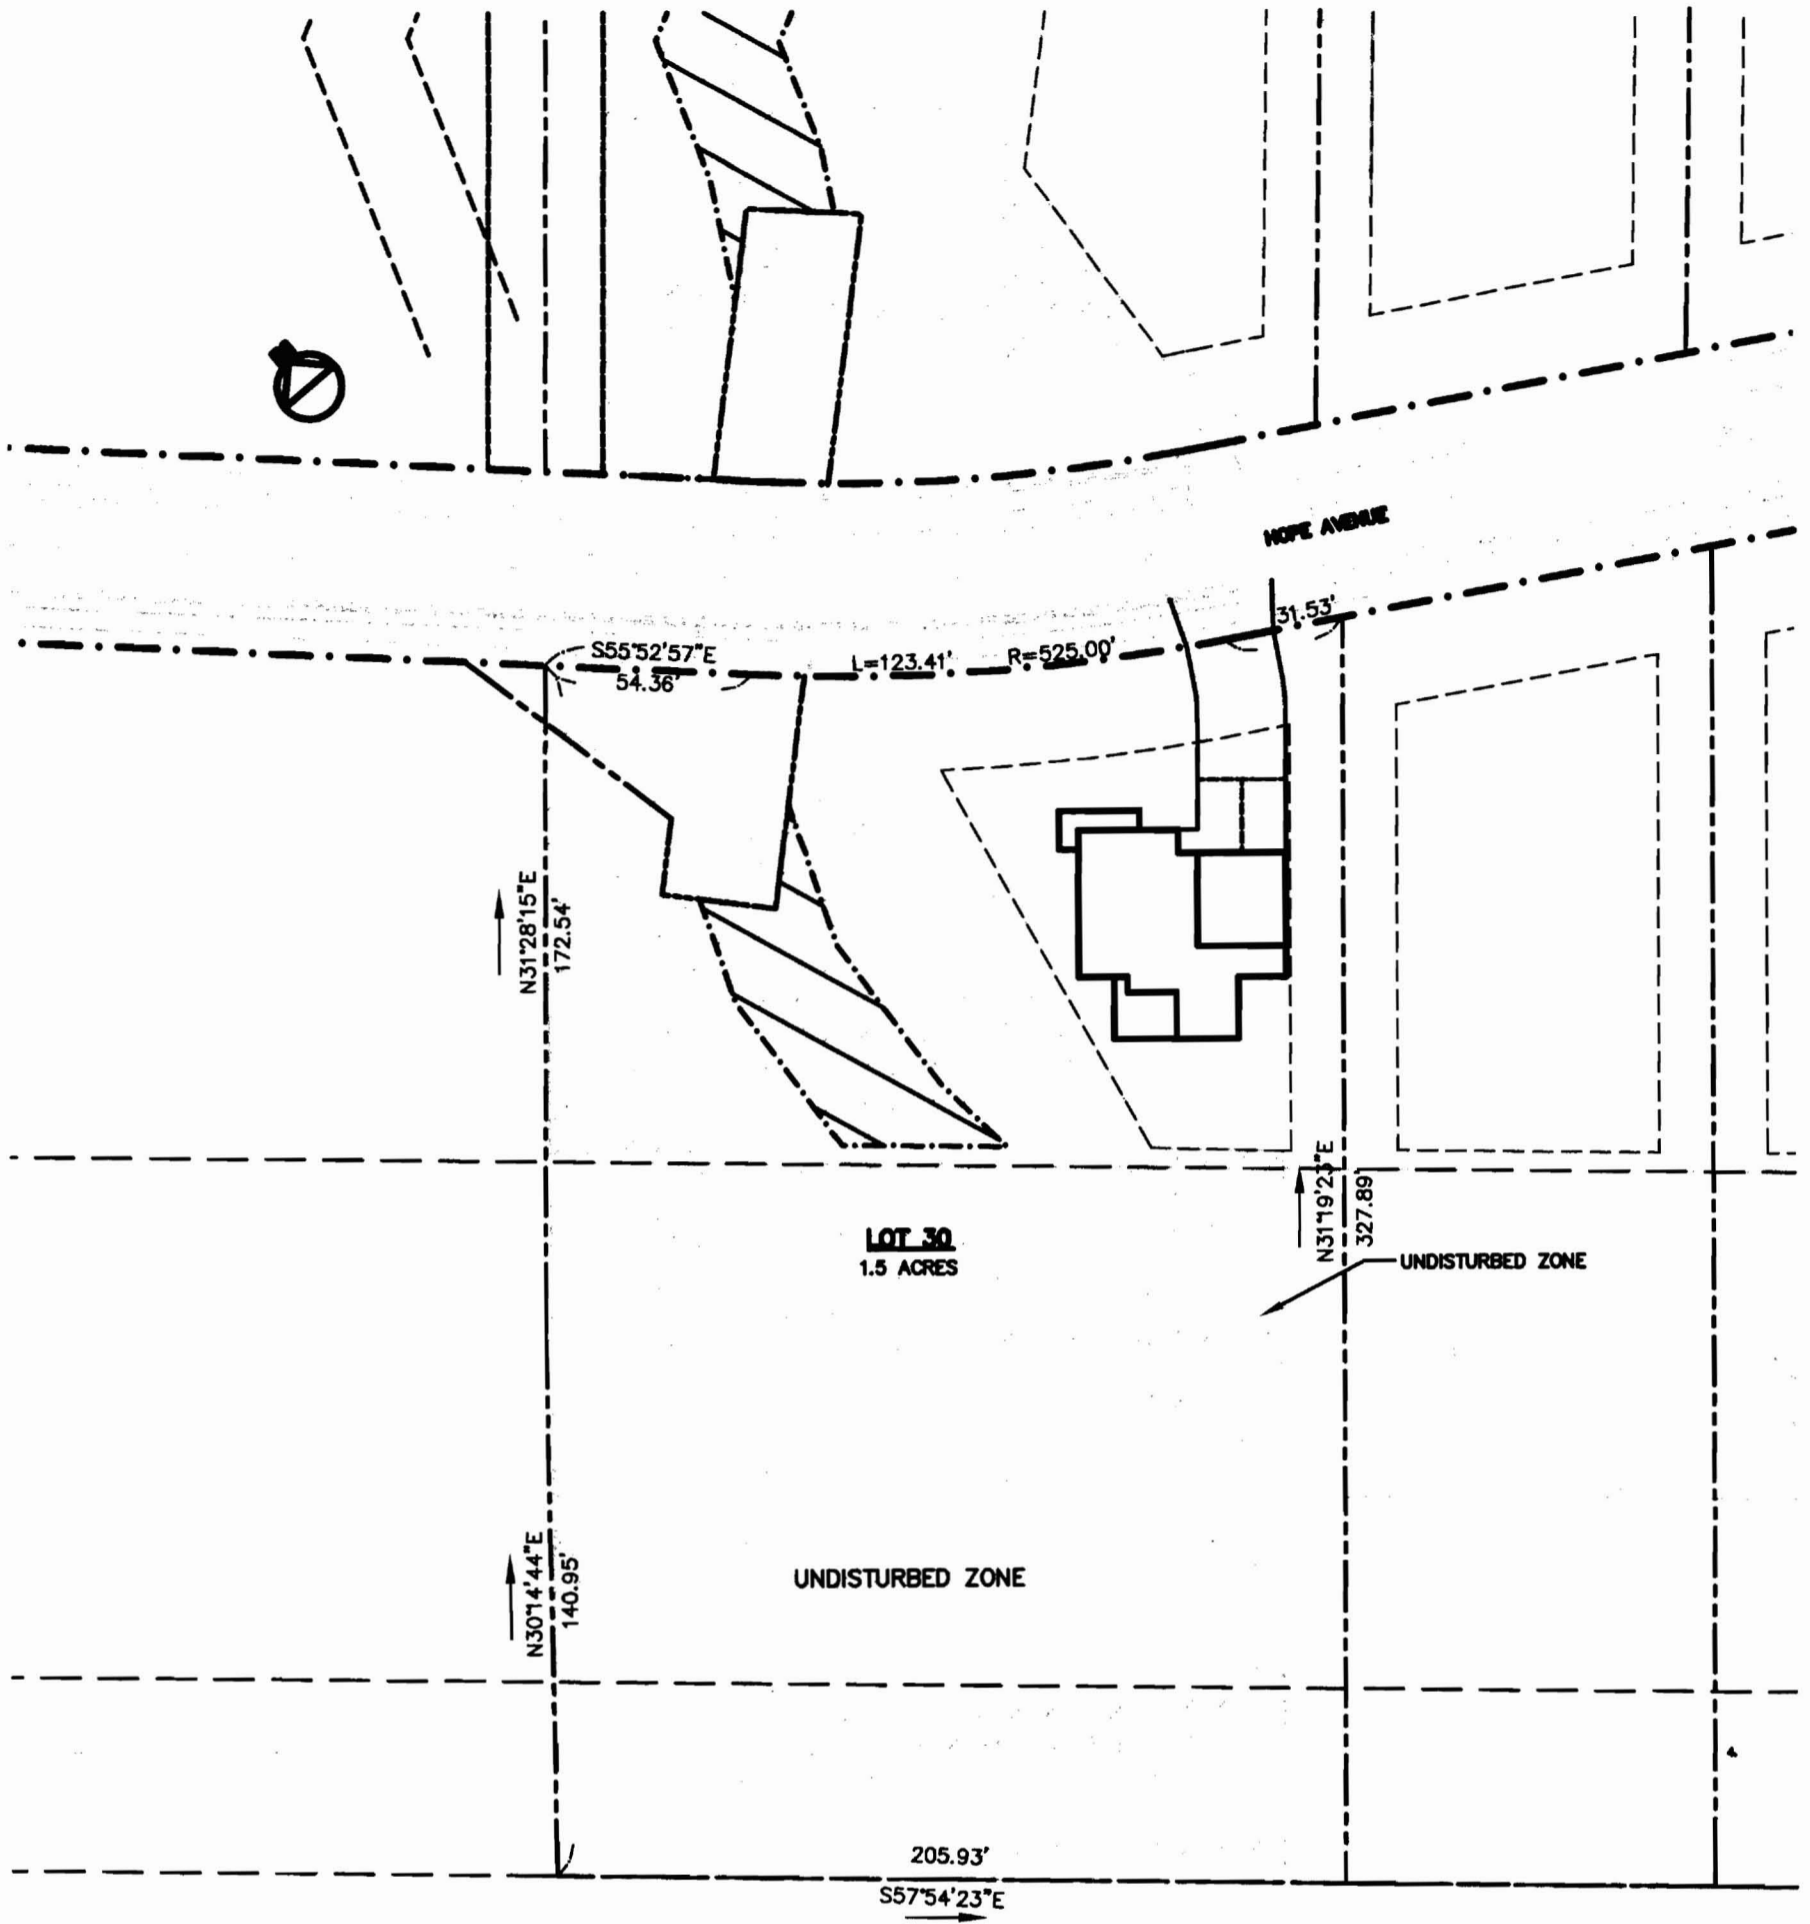 HOPE AVENUE
31.53'
S55°52'57"E
54.36'
L=123.41'
R=525.00'
N31°28'15"E
172.54'
N31°19'23"E
327.89'
LOT 30
1.5 ACRES
UNDISTURBED ZONE
N30°14'44"E
140.95'
UNDISTURBED ZONE
205.93'
S57°54'23"E